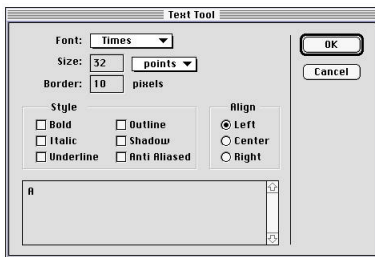 Text Tool
Font: Times
Size: 32 points
Border: 10 pixels
OK
Cancel
Style
Bold
Outline
Italic
Shadow
Underline
Anti Aliased
Align
Left
Center
Right
A